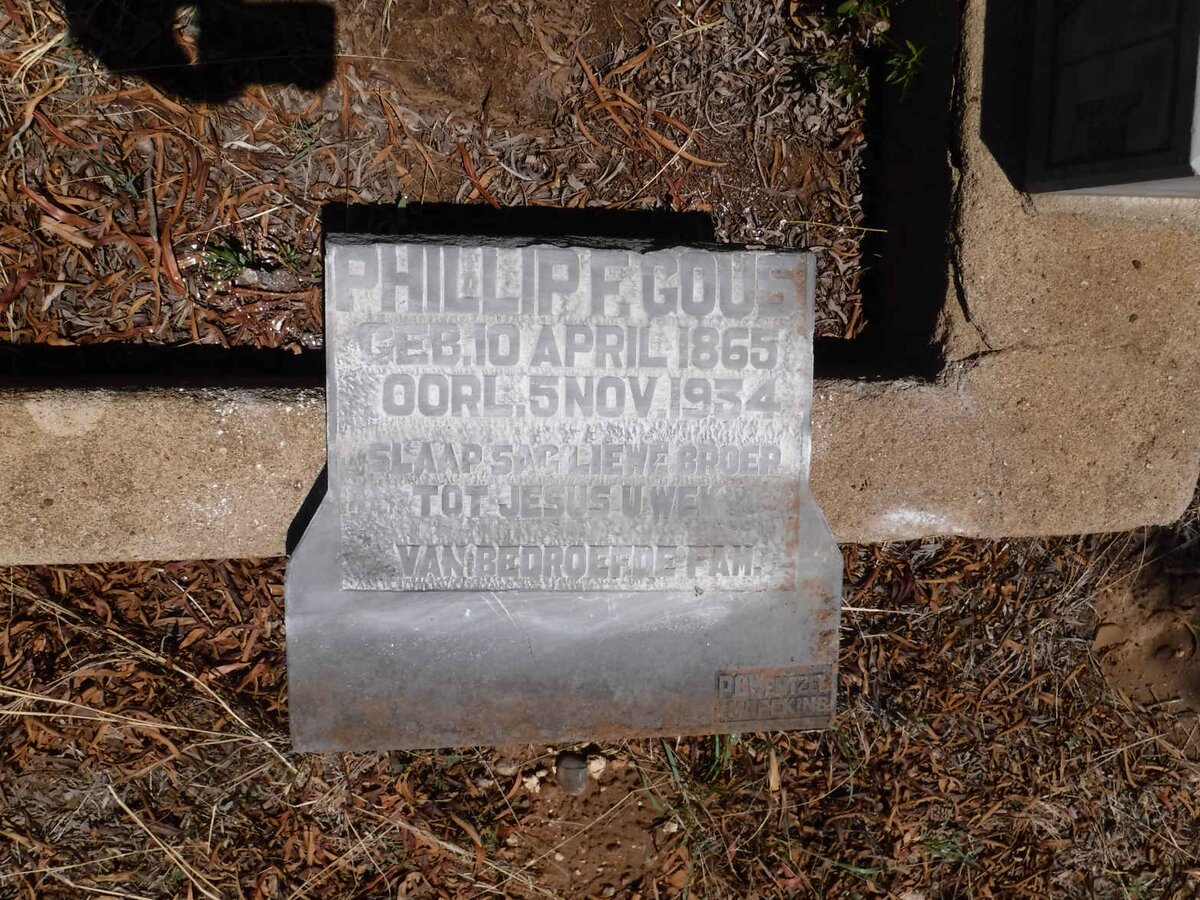 PHILLIP F. GOUS
GEB. 10 APRIL 1865
OORL. 5 NOV. 1934
SLAAP SAG LIEWE BROER
TOT JESUS U WEK
VAN BEDROEFDE FAM.